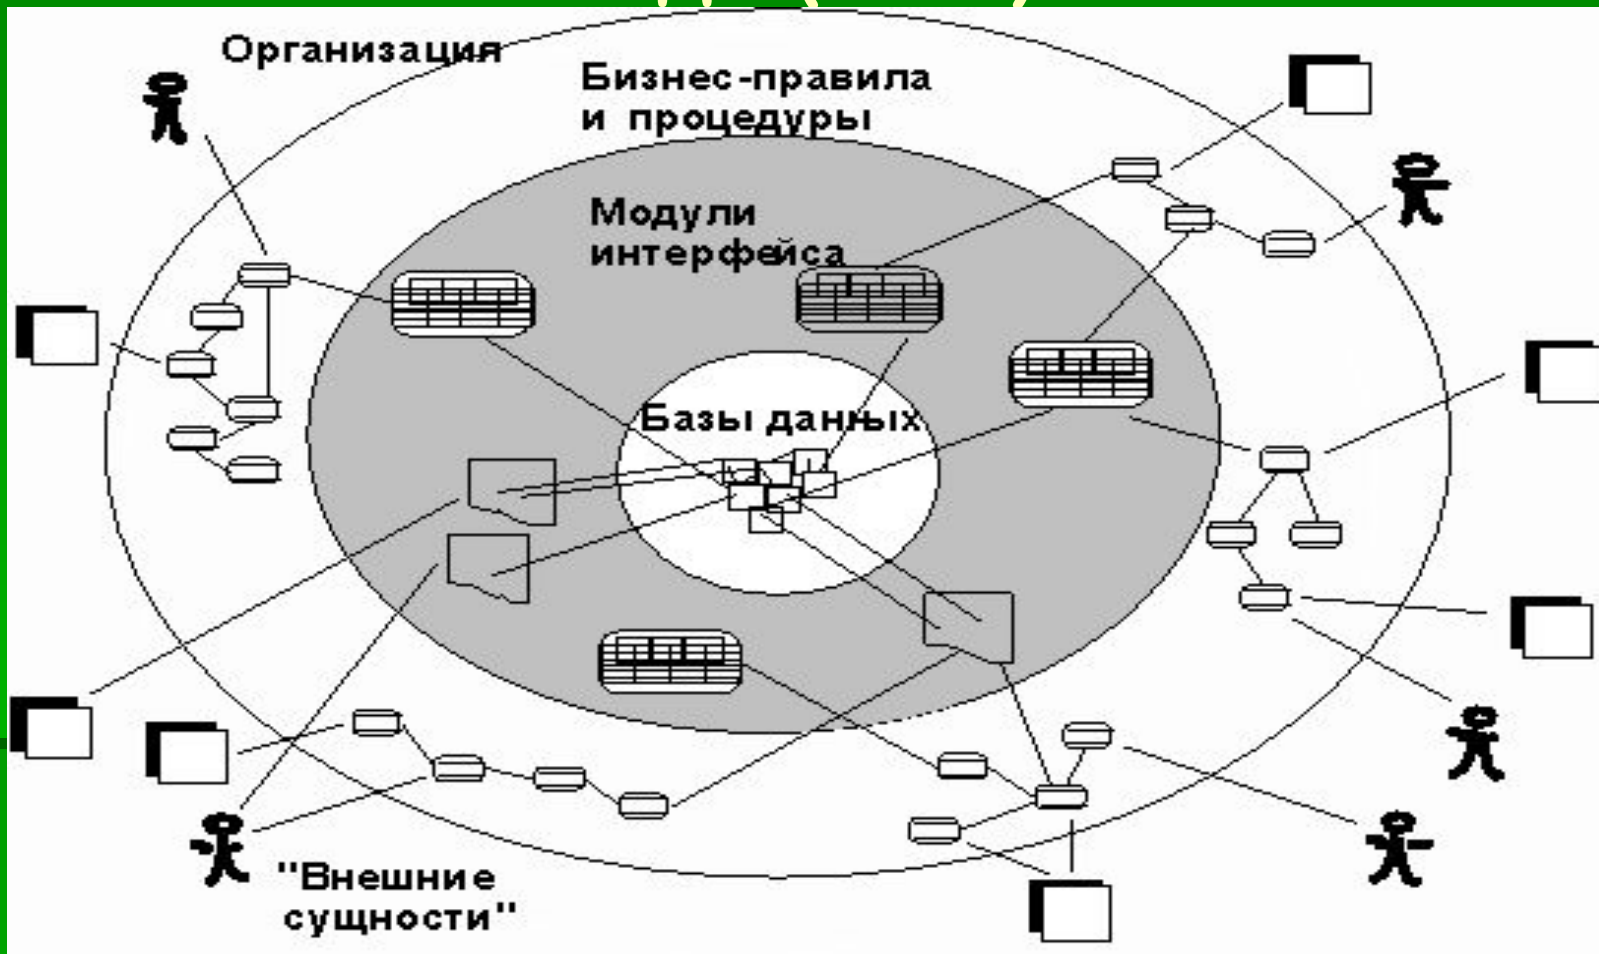 Организация
Бизнес-правила
и процедуры
Модули
интерфейса
Базы данных
"Внешние
сущности"